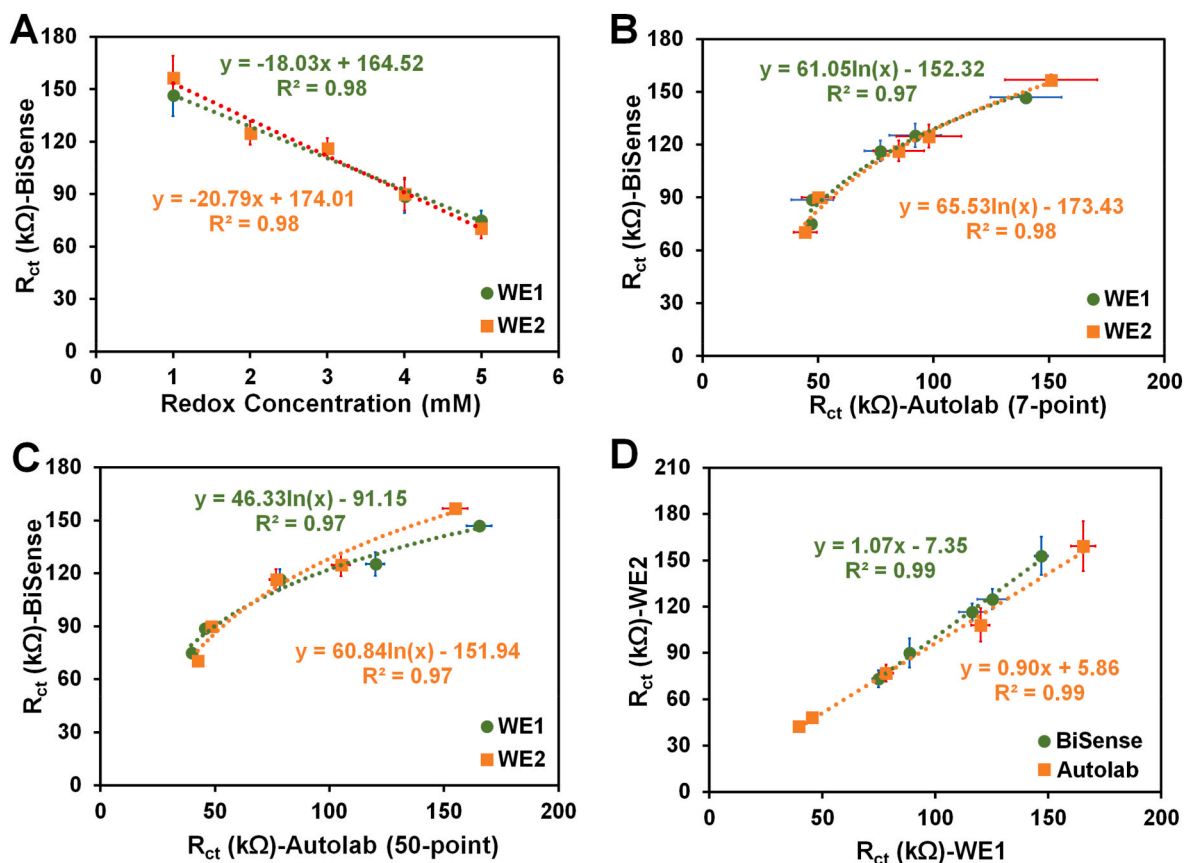 A
180
150
120
90
60
30
0
0
1
2
3
4
5
6
y = -18.03x + 164.52
R² = 0.98
y = -20.79x + 174.01
R² = 0.98
WE1
WE2
Rct (kΩ)-BiSense
Redox Concentration (mM)
B
180
150
120
90
60
30
0
0
50
100
150
200
y = 61.05ln(x) - 152.32
R² = 0.97
y = 65.53ln(x) - 173.43
R² = 0.98
WE1
WE2
Rct (kΩ)-BiSense
Rct (kΩ)-Autolab (7-point)
C
180
150
120
90
60
30
0
0
50
100
150
200
y = 46.33ln(x) - 91.15
R² = 0.97
y = 60.84ln(x) - 151.94
R² = 0.97
WE1
WE2
Rct (kΩ)-BiSense
Rct (kΩ)-Autolab (50-point)
D
210
180
150
120
90
60
30
0
0
50
100
150
200
y = 1.07x - 7.35
R² = 0.99
y = 0.90x + 5.86
R² = 0.99
BiSense
Autolab
Rct (kΩ)-WE2
Rct (kΩ)-WE1